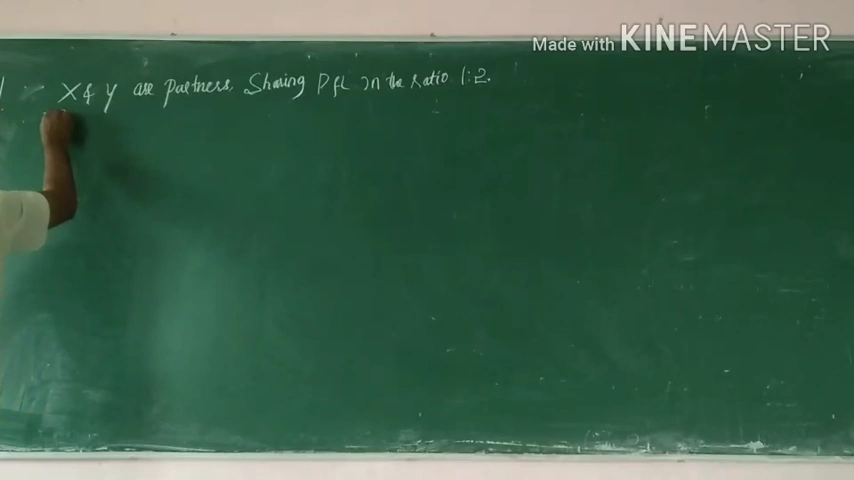 Made with KINEMASTER
X & Y are partners, Sharing P & L in the ratio 1:2.